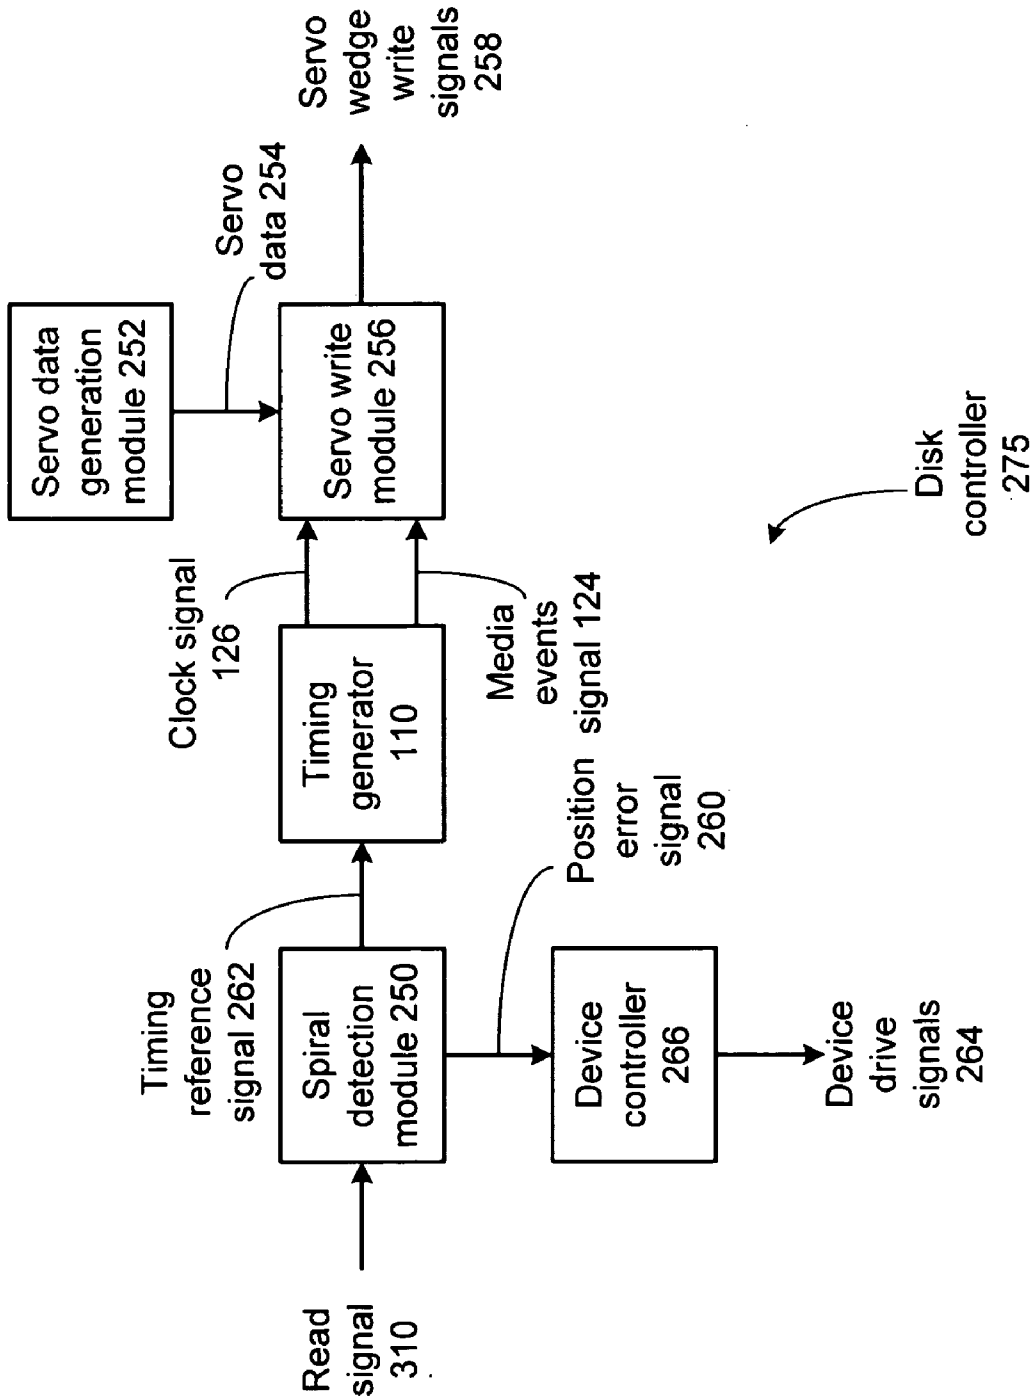 Servo data
generation
module 252
Servo
data 254
Clock signal
126
Timing
reference
signal 262
Read
signal
310
Spiral
detection
module 250
Timing
generator
110
Servo write
module 256
Servo
wedge
write
signals
258
Media
events
signal 124
Position
error
signal
260
Device
controller
266
Device
drive
signals
264
Disk
controller
275